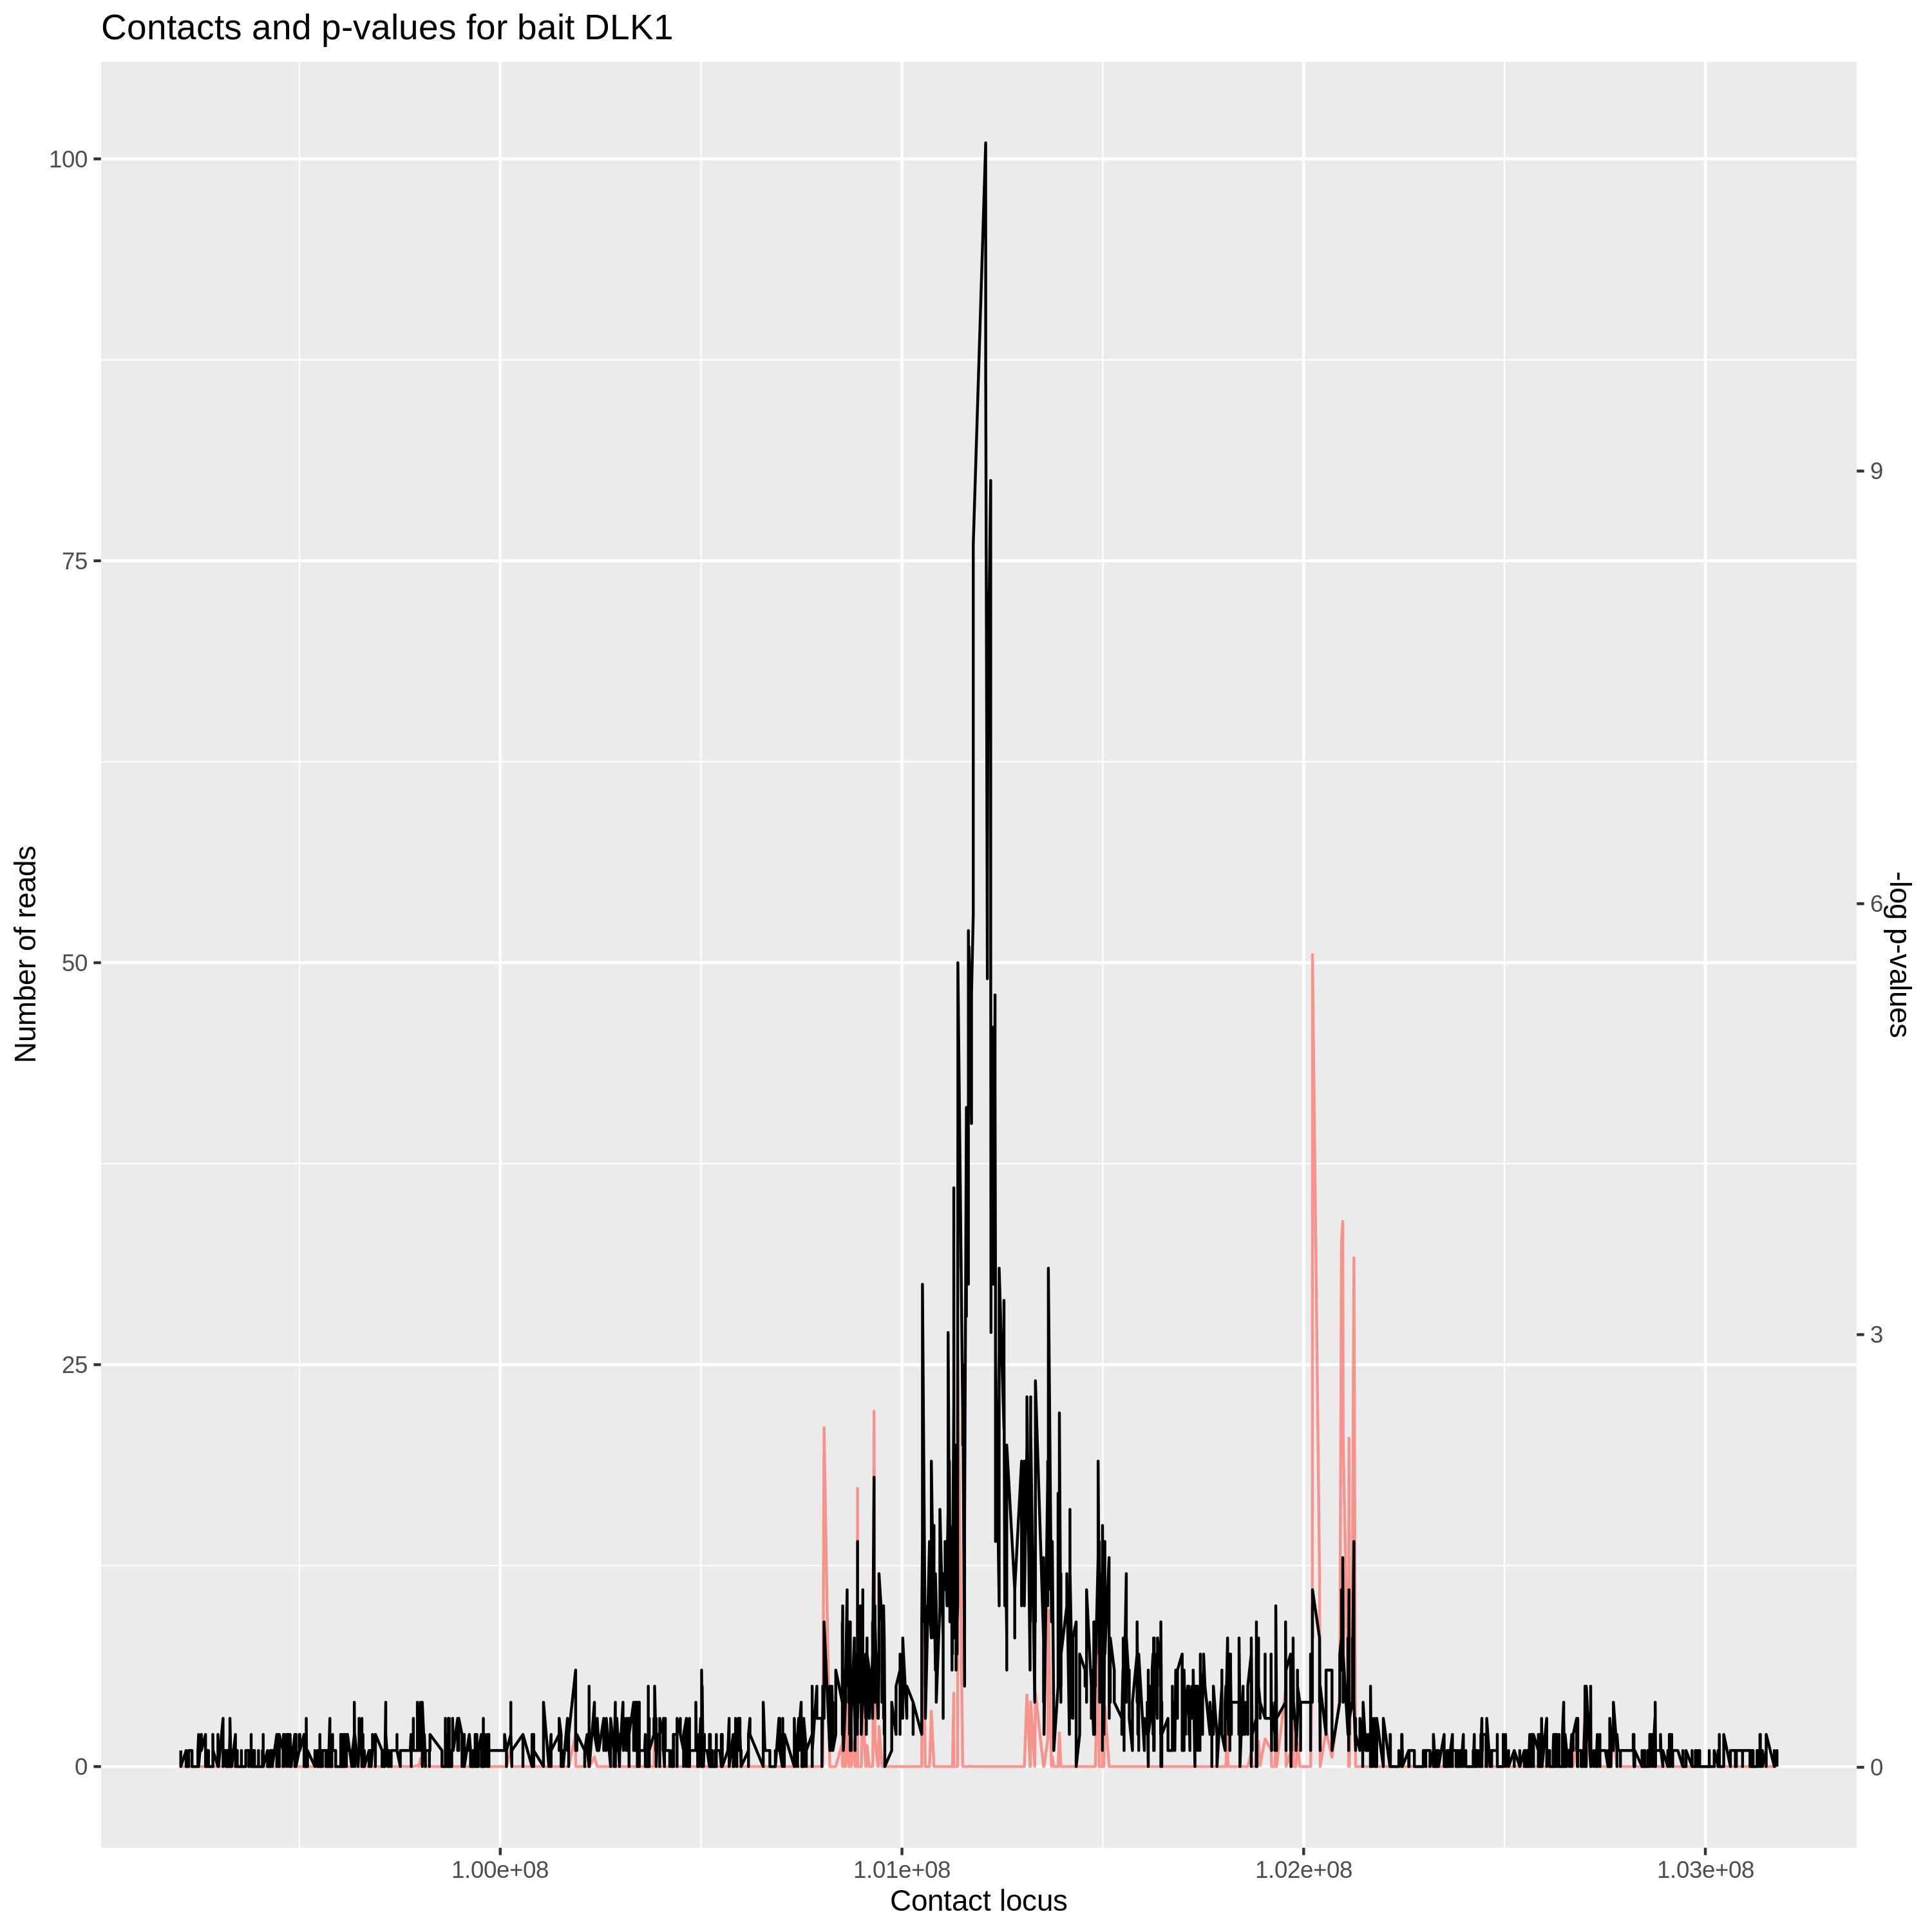 Contacts and p-values for bait DLK1
100
75
50
25
0
Number of reads
9
6
3
0
-log p-values
1.00e+08
1.01e+08
1.02e+08
1.03e+08
Contact locus